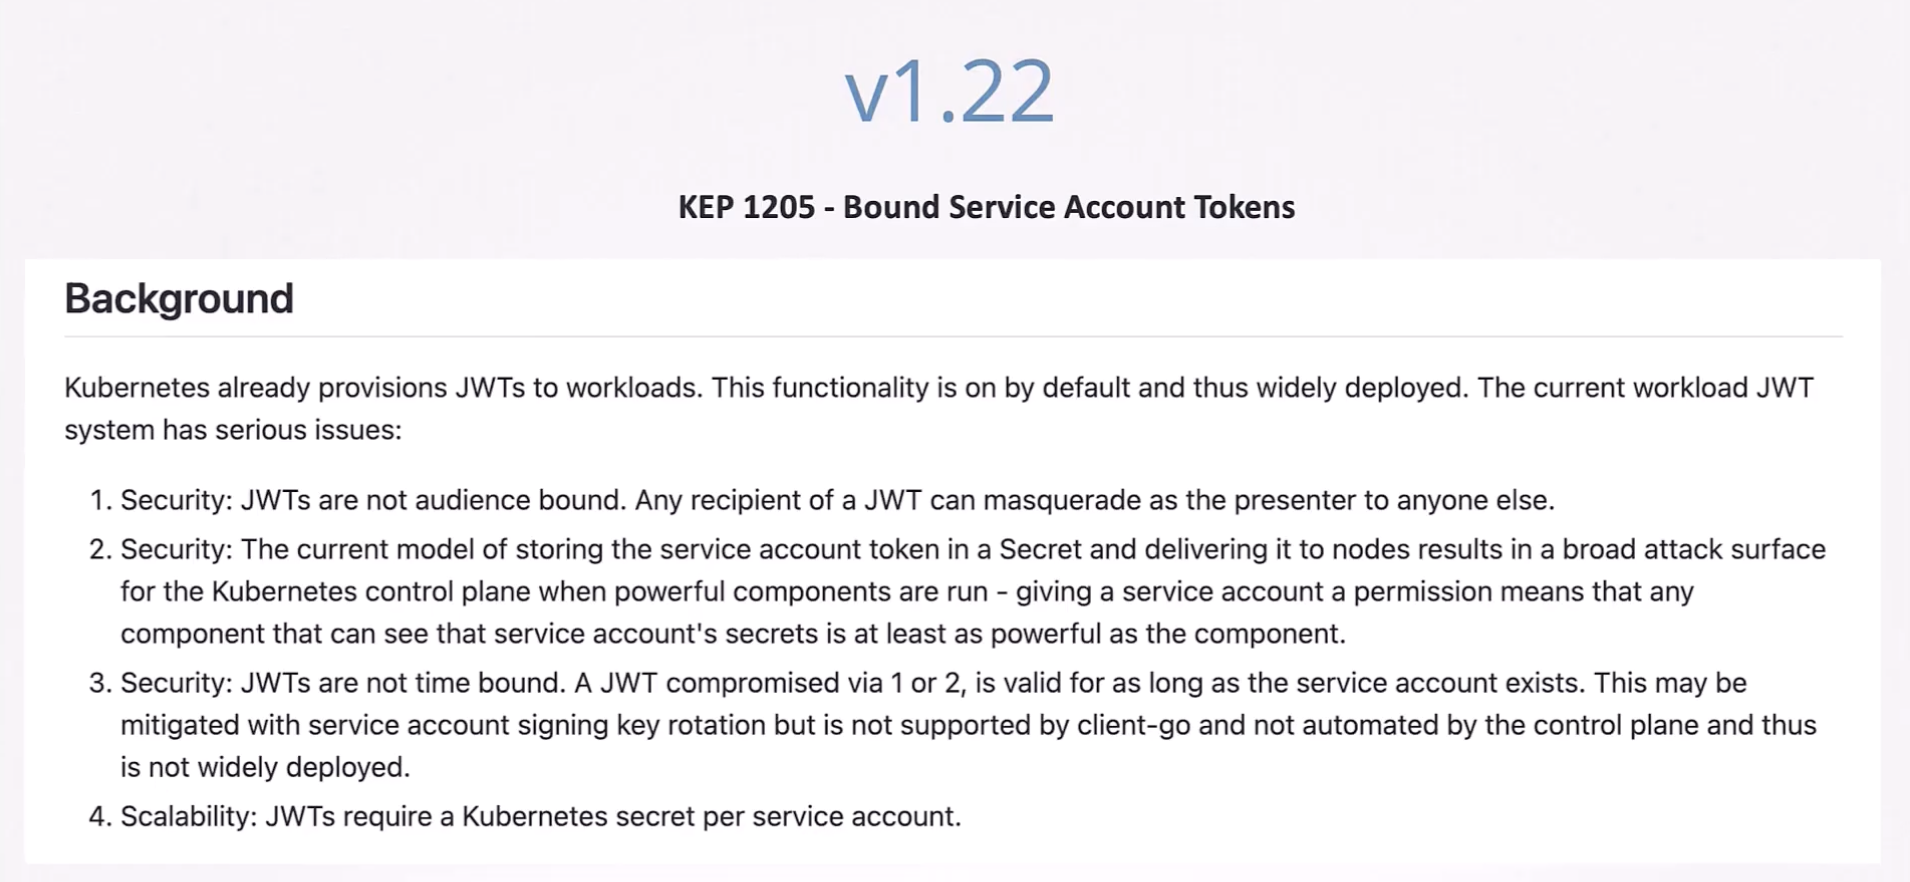 v1.22
KEP 1205 - Bound Service Account Tokens
Background
Kubernetes already provisions JWTs to workloads. This functionality is on by default and thus widely deployed. The current workload JWT
system has serious issues:
1. Security: JWTs are not audience bound. Any recipient of a JWT can masquerade as the presenter to anyone else.
2. Security: The current model of storing the service account token in a Secret and delivering it to nodes results in a broad attack surface
for the Kubernetes control plane when powerful components are run - giving a service account a permission means that any
component that can see that service account's secrets is at least as powerful as the component.
3. Security: JWTs are not time bound. A JWT compromised via 1 or 2, is valid for as long as the service account exists. This may be
mitigated with service account signing key rotation but is not supported by client-go and not automated by the control plane and thus
is not widely deployed.
4. Scalability: JWTs require a Kubernetes secret per service account.